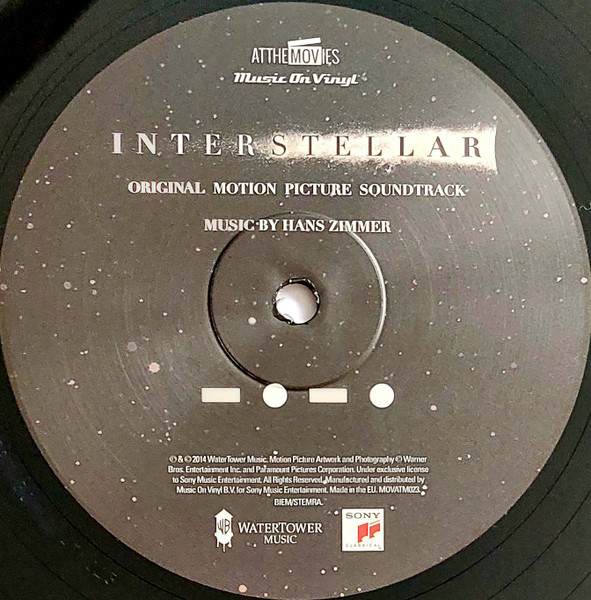 ATTHEMOVIES
Music On Vinyl
INTERSTELLAR
ORIGINAL MOTION PICTURE SOUNDTRACK
MUSIC BY HANS ZIMMER
℗ & © 2014 WaterTower Music. Motion Picture Artwork and Photography © Warner
Bros. Entertainment Inc. and Paramount Pictures Corporation. Under exclusive license
to Sony Music Entertainment. All Rights Reserved. Manufactured and distributed by
Music On Vinyl B.V. for Sony Music Entertainment. Made in the EU. MOVATM023.
BIEM/STEMRA.
WB WATERTOWER
MUSIC
SONY
CLASSICAL